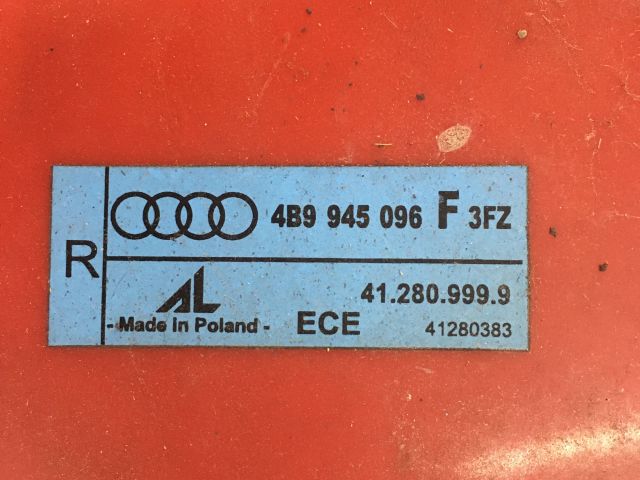 R
4B9 945 096 F 3FZ
AL
41.280.999.9
- Made in Poland - ECE 41280383